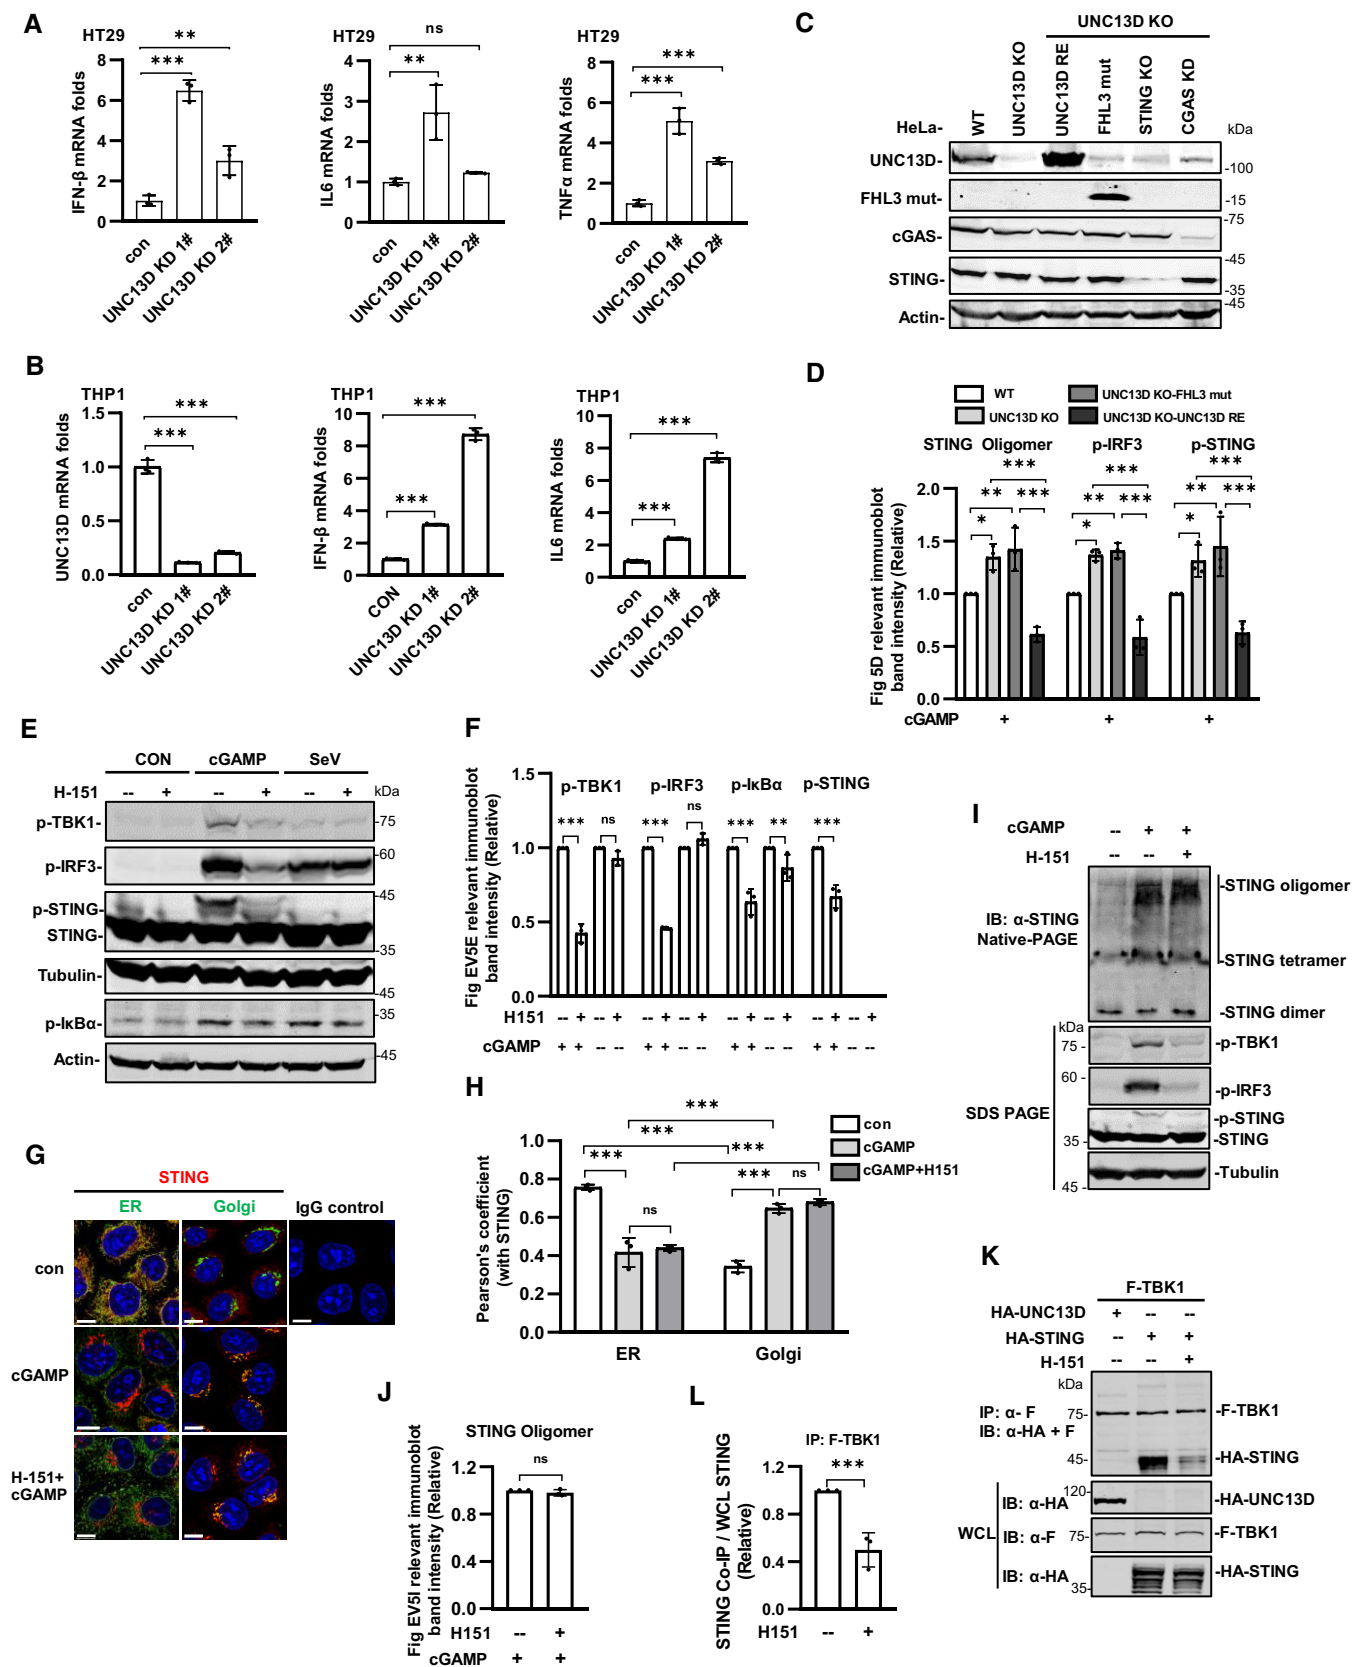 A
HT29
IFN-β mRNA folds
8
6
4
2
0
**
***
con
UNC13D KD 1#
UNC13D KD 2#
HT29
IL6 mRNA folds
4
3
2
1
0
ns
**
con
UNC13D KD 1#
UNC13D KD 2#
HT29
TNFα mRNA folds
8
6
4
2
0
***
***
con
UNC13D KD 1#
UNC13D KD 2#
B
THP1
UNC13D mRNA folds
1.5
1.0
0.5
0.0
***
***
con
UNC13D KD 1#
UNC13D KD 2#
THP1
IFN-β mRNA folds
10
8
6
4
2
0
***
***
CON
UNC13D KD 1#
UNC13D KD 2#
THP1
IL6 mRNA folds
10
8
6
4
2
0
***
***
con
UNC13D KD 1#
UNC13D KD 2#
C
UNC13D KO
HeLa-
WT
UNC13D KO
UNC13D RE
FHL3 mut
STING KO
CGAS KD
kDa
UNC13D-
-100
FHL3 mut-
-15
cGAS-
-75
STING-
-45
-35
Actin-
-45
D
WT
UNC13D KO
UNC13D KO-FHL3 mut
UNC13D KO-UNC13D RE
STING Oligomer
p-IRF3
p-STING
Fig 5D relevant immunoblot
band intensity (Relative)
2.0
1.5
1.0
0.5
0.0
***
** ***
*
***
** ***
*
***
** ***
*
cGAMP + + +
E
CON cGAMP SeV
H-151 -- + -- + -- + kDa
p-TBK1- -75
p-IRF3- -60
-45
p-STING-
STING-
-35
Tubulin-
-45
p-IκBα- -35
Actin- -45
F
Fig EV5E relevant immunoblot
band intensity (Relative)
1.5
1.0
0.5
0.0
p-TBK1 p-IRF3 p-IκBα p-STING
*** ns *** ns *** ** ***
H151 -- + -- + -- + -- + -- + -- + -- + -- +
cGAMP + + -- -- + + -- -- + + -- -- + + -- --
G
STING
ER Golgi IgG control
con
cGAMP
H-151+
cGAMP
H
con
cGAMP
cGAMP+H151
Pearson's coefficient
(with STING)
1.0
0.8
0.6
0.4
0.2
0.0
***
***
***
***
ns
***
ns
ER Golgi
I
cGAMP -- + +
H-151 -- -- +
IB: α-STING
Native-PAGE
-STING oligomer
-STING tetramer
-STING dimer
kDa
SDS PAGE
75 - -p-TBK1
60 - -p-IRF3
-p-STING
35 - -STING
-Tubulin
45 -
J
STING Oligomer
Fig EV5I relevant immunoblot
band intensity (Relative)
1.2
0.8
0.4
0.0
ns
H151 -- +
cGAMP + +
K
F-TBK1
HA-UNC13D + -- --
HA-STING -- + +
H-151 -- -- +
kDa
IP: α- F
IB: α-HA + F
75- -F-TBK1
45- -HA-STING
WCL
120-
IB: α-HA -HA-UNC13D
IB: α-F 75- -F-TBK1
IB: α-HA -HA-STING
35-
L
IP: F-TBK1
STING Co-IP / WCL STING
(Relative)
1.2
0.8
0.4
0.0
***
H151 -- +